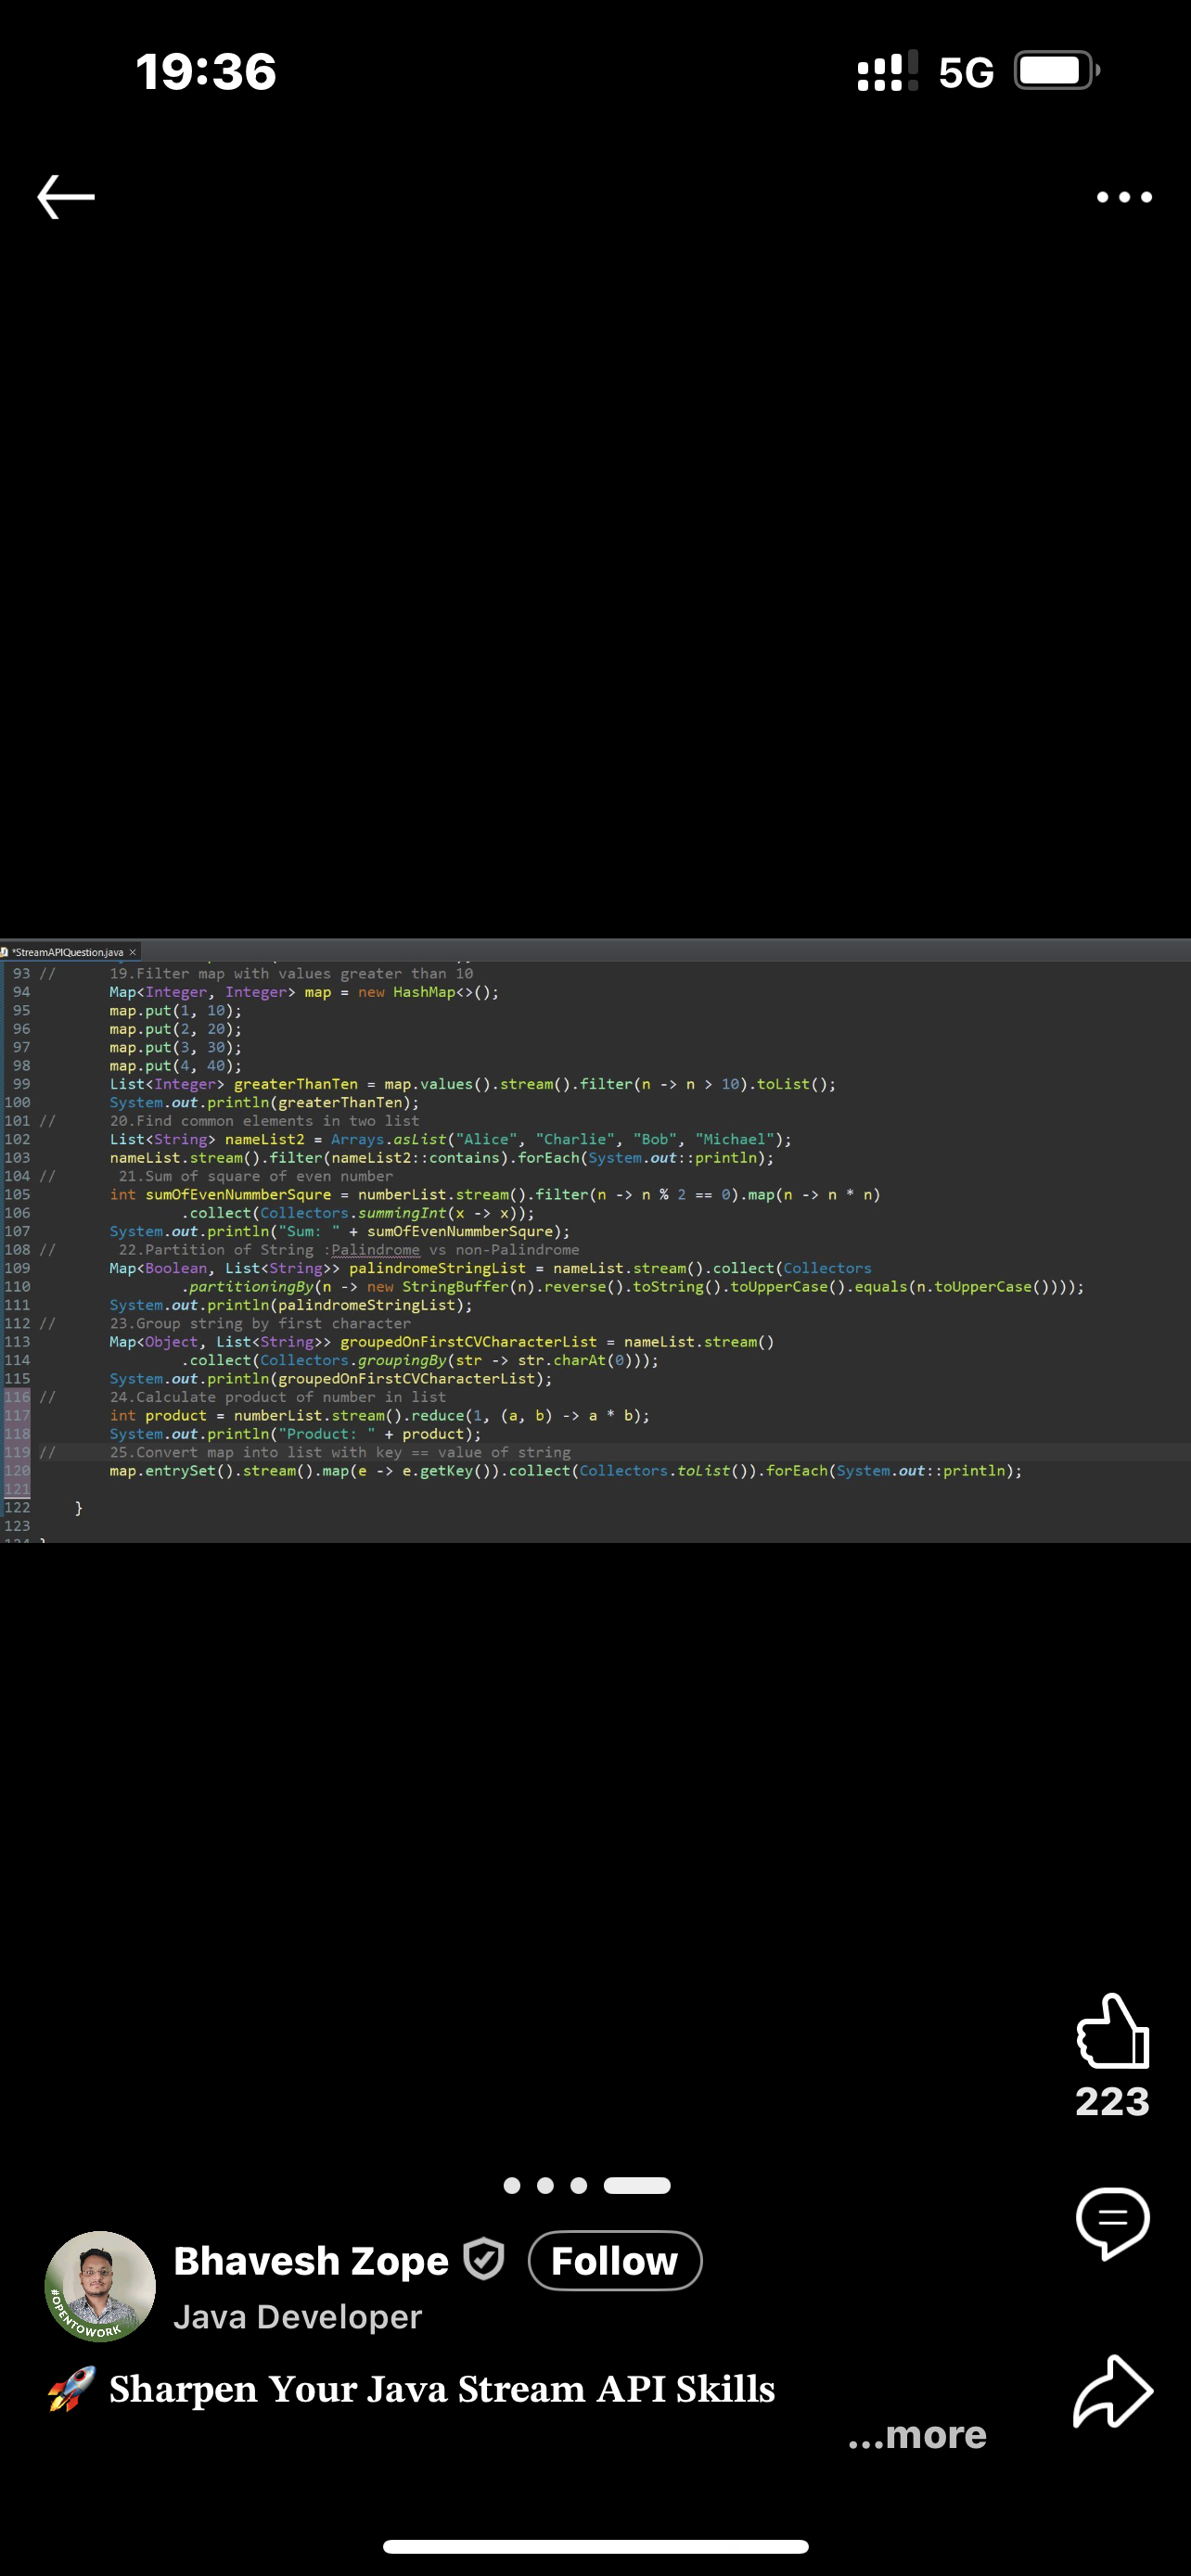 19:36
5G
*StreamAPIQuestion.java
93 // 19.Filter map with values greater than 10
94 Map<Integer, Integer> map = new HashMap<>();
95 map.put(1, 10);
96 map.put(2, 20);
97 map.put(3, 30);
98 map.put(4, 40);
99 List<Integer> greaterThanTen = map.values().stream().filter(n -> n > 10).toList();
100 System.out.println(greaterThanTen);
101 // 20.Find common elements in two list
102 List<String> nameList2 = Arrays.asList("Alice", "Charlie", "Bob", "Michael");
103 nameList.stream().filter(nameList2::contains).forEach(System.out::println);
104 // 21.Sum of square of even number
105 int sumOfEvenNummberSqure = numberList.stream().filter(n -> n % 2 == 0).map(n -> n * n)
106 .collect(Collectors.summingInt(x -> x));
107 System.out.println("Sum: " + sumOfEvenNummberSqure);
108 // 22.Partition of String :Palindrome vs non-Palindrome
109 Map<Boolean, List<String>> palindromeStringList = nameList.stream().collect(Collectors
110 .partitioningBy(n -> new StringBuffer(n).reverse().toString().toUpperCase().equals(n.toUpperCase())));
111 System.out.println(palindromeStringList);
112 // 23.Group string by first character
113 Map<Object, List<String>> groupedOnFirstCVCharacterList = nameList.stream()
114 .collect(Collectors.groupingBy(str -> str.charAt(0)));
115 System.out.println(groupedOnFirstCVCharacterList);
116 // 24.Calculate product of number in list
117 int product = numberList.stream().reduce(1, (a, b) -> a * b);
118 System.out.println("Product: " + product);
119 // 25.Convert map into list with key == value of string
120 map.entrySet().stream().map(e -> e.getKey()).collect(Collectors.toList()).forEach(System.out::println);
121
122 }
123
223
#OPENTOWORK
Bhavesh Zope
Follow
Java Developer
🚀 Sharpen Your Java Stream API Skills
...more